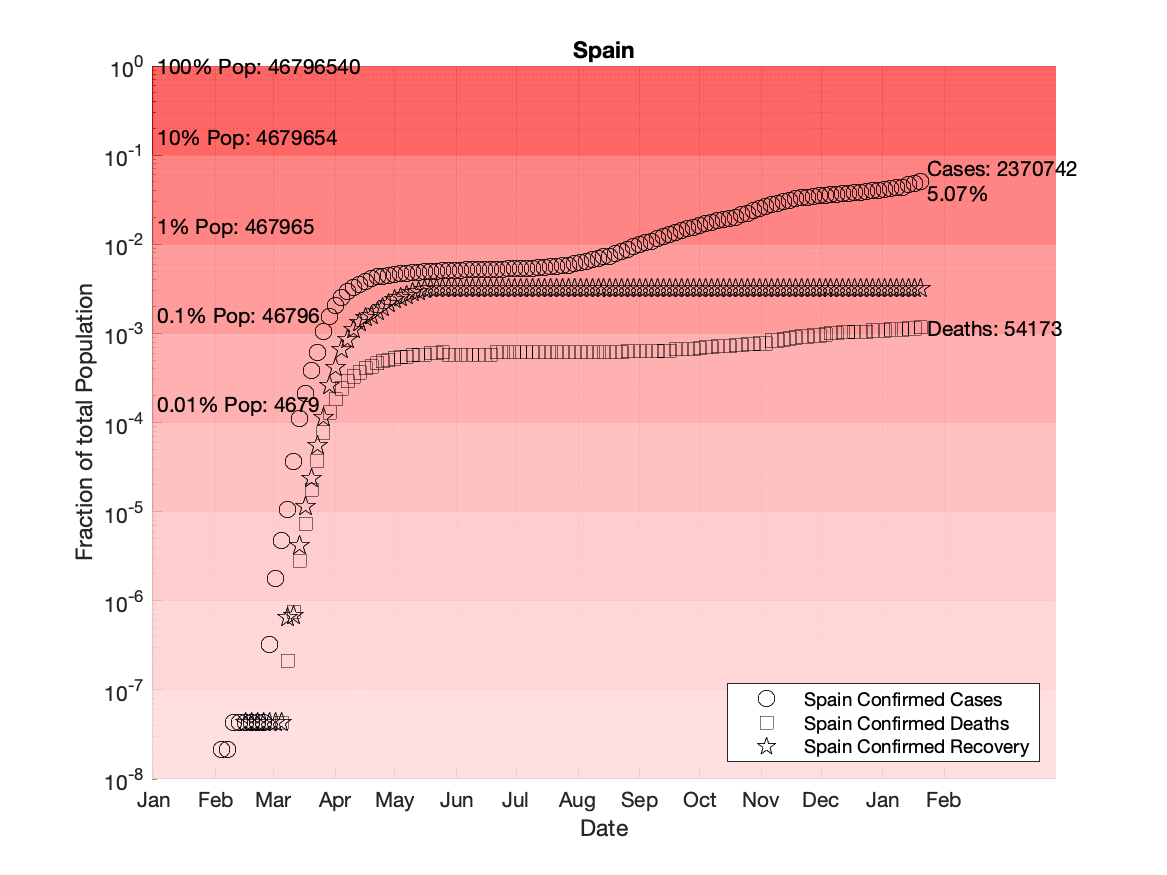 Spain
10^0
100% Pop: 46796540
10% Pop: 4679654
10^-1
Cases: 2370742
5.07%
1% Pop: 467965
10^-2
0.1% Pop: 46796
Deaths: 54173
10^-3
0.01% Pop: 4679
10^-4
10^-5
10^-6
10^-7
10^-8
Fraction of total Population
Spain Confirmed Cases
Spain Confirmed Deaths
Spain Confirmed Recovery
Jan Feb Mar Apr May Jun Jul Aug Sep Oct Nov Dec Jan Feb
Date